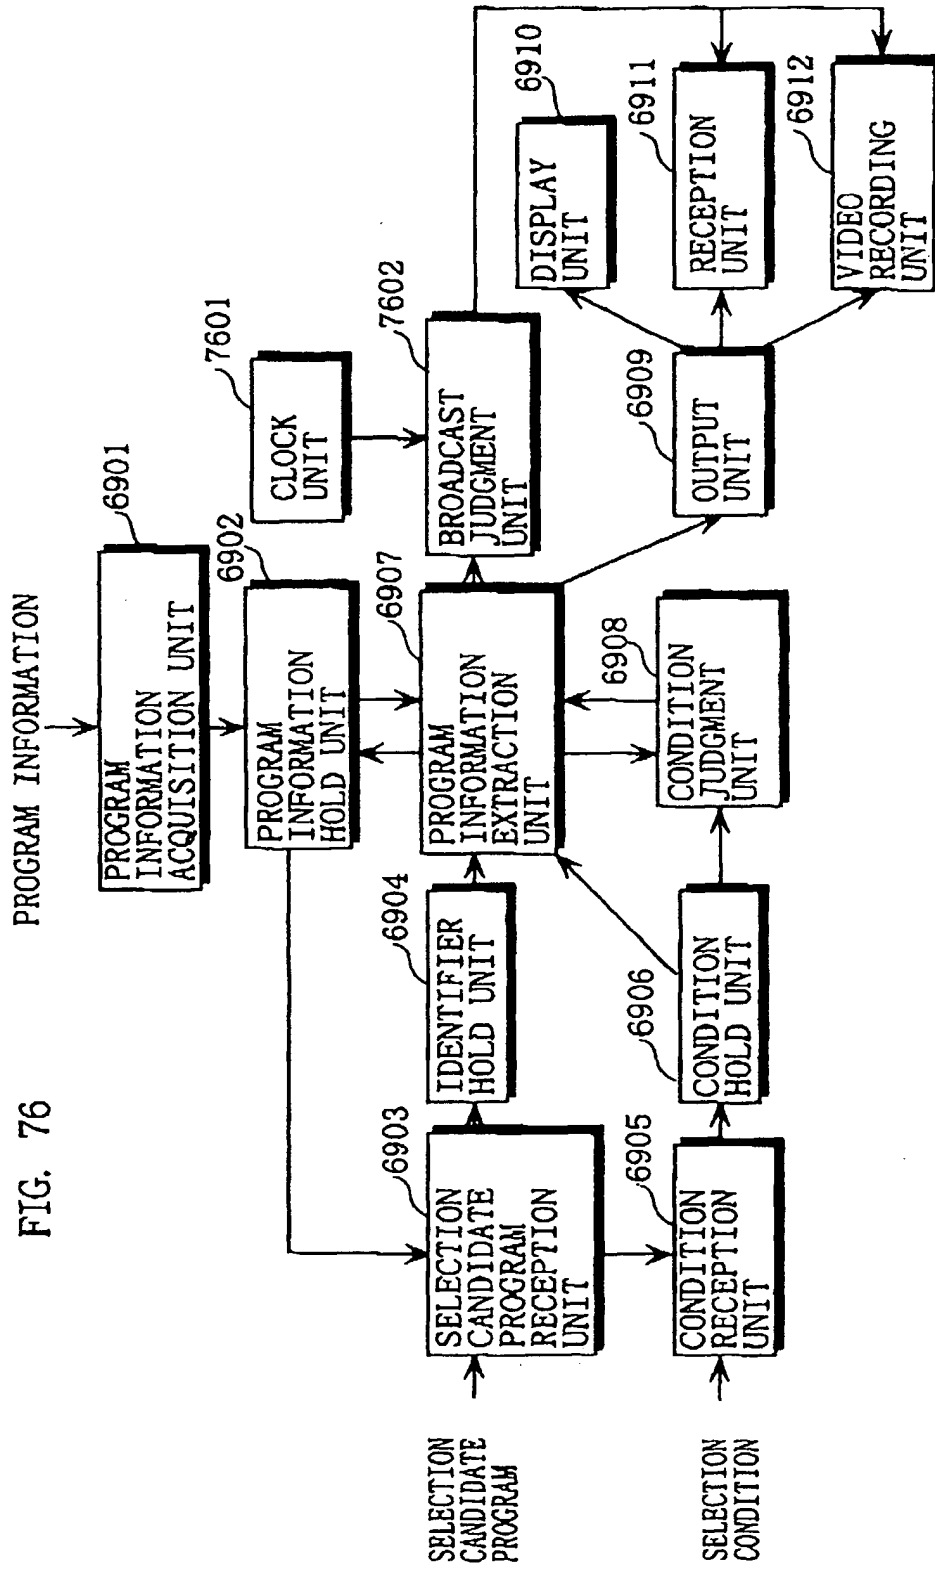 FIG. 76
PROGRAM INFORMATION
PROGRAM
INFORMATION
ACQUISITION UNIT
6901
PROGRAM
INFORMATION
HOLD UNIT
6902
CLOCK
UNIT
7601
SELECTION
CANDIDATE
PROGRAM
SELECTION
CANDIDATE
PROGRAM
RECEPTION
UNIT
6903
IDENTIFIER
HOLD UNIT
6904
PROGRAM
INFORMATION
EXTRACTION
UNIT
6907
BROADCAST
JUDGMENT
UNIT
7602
DISPLAY
UNIT
6910
SELECTION
CONDITION
CONDITION
RECEPTION
UNIT
6905
CONDITION
HOLD UNIT
6906
CONDITION
JUDGMENT
UNIT
6908
OUTPUT
UNIT
6909
RECEPTION
UNIT
6911
VIDEO
RECORDING
UNIT
6912